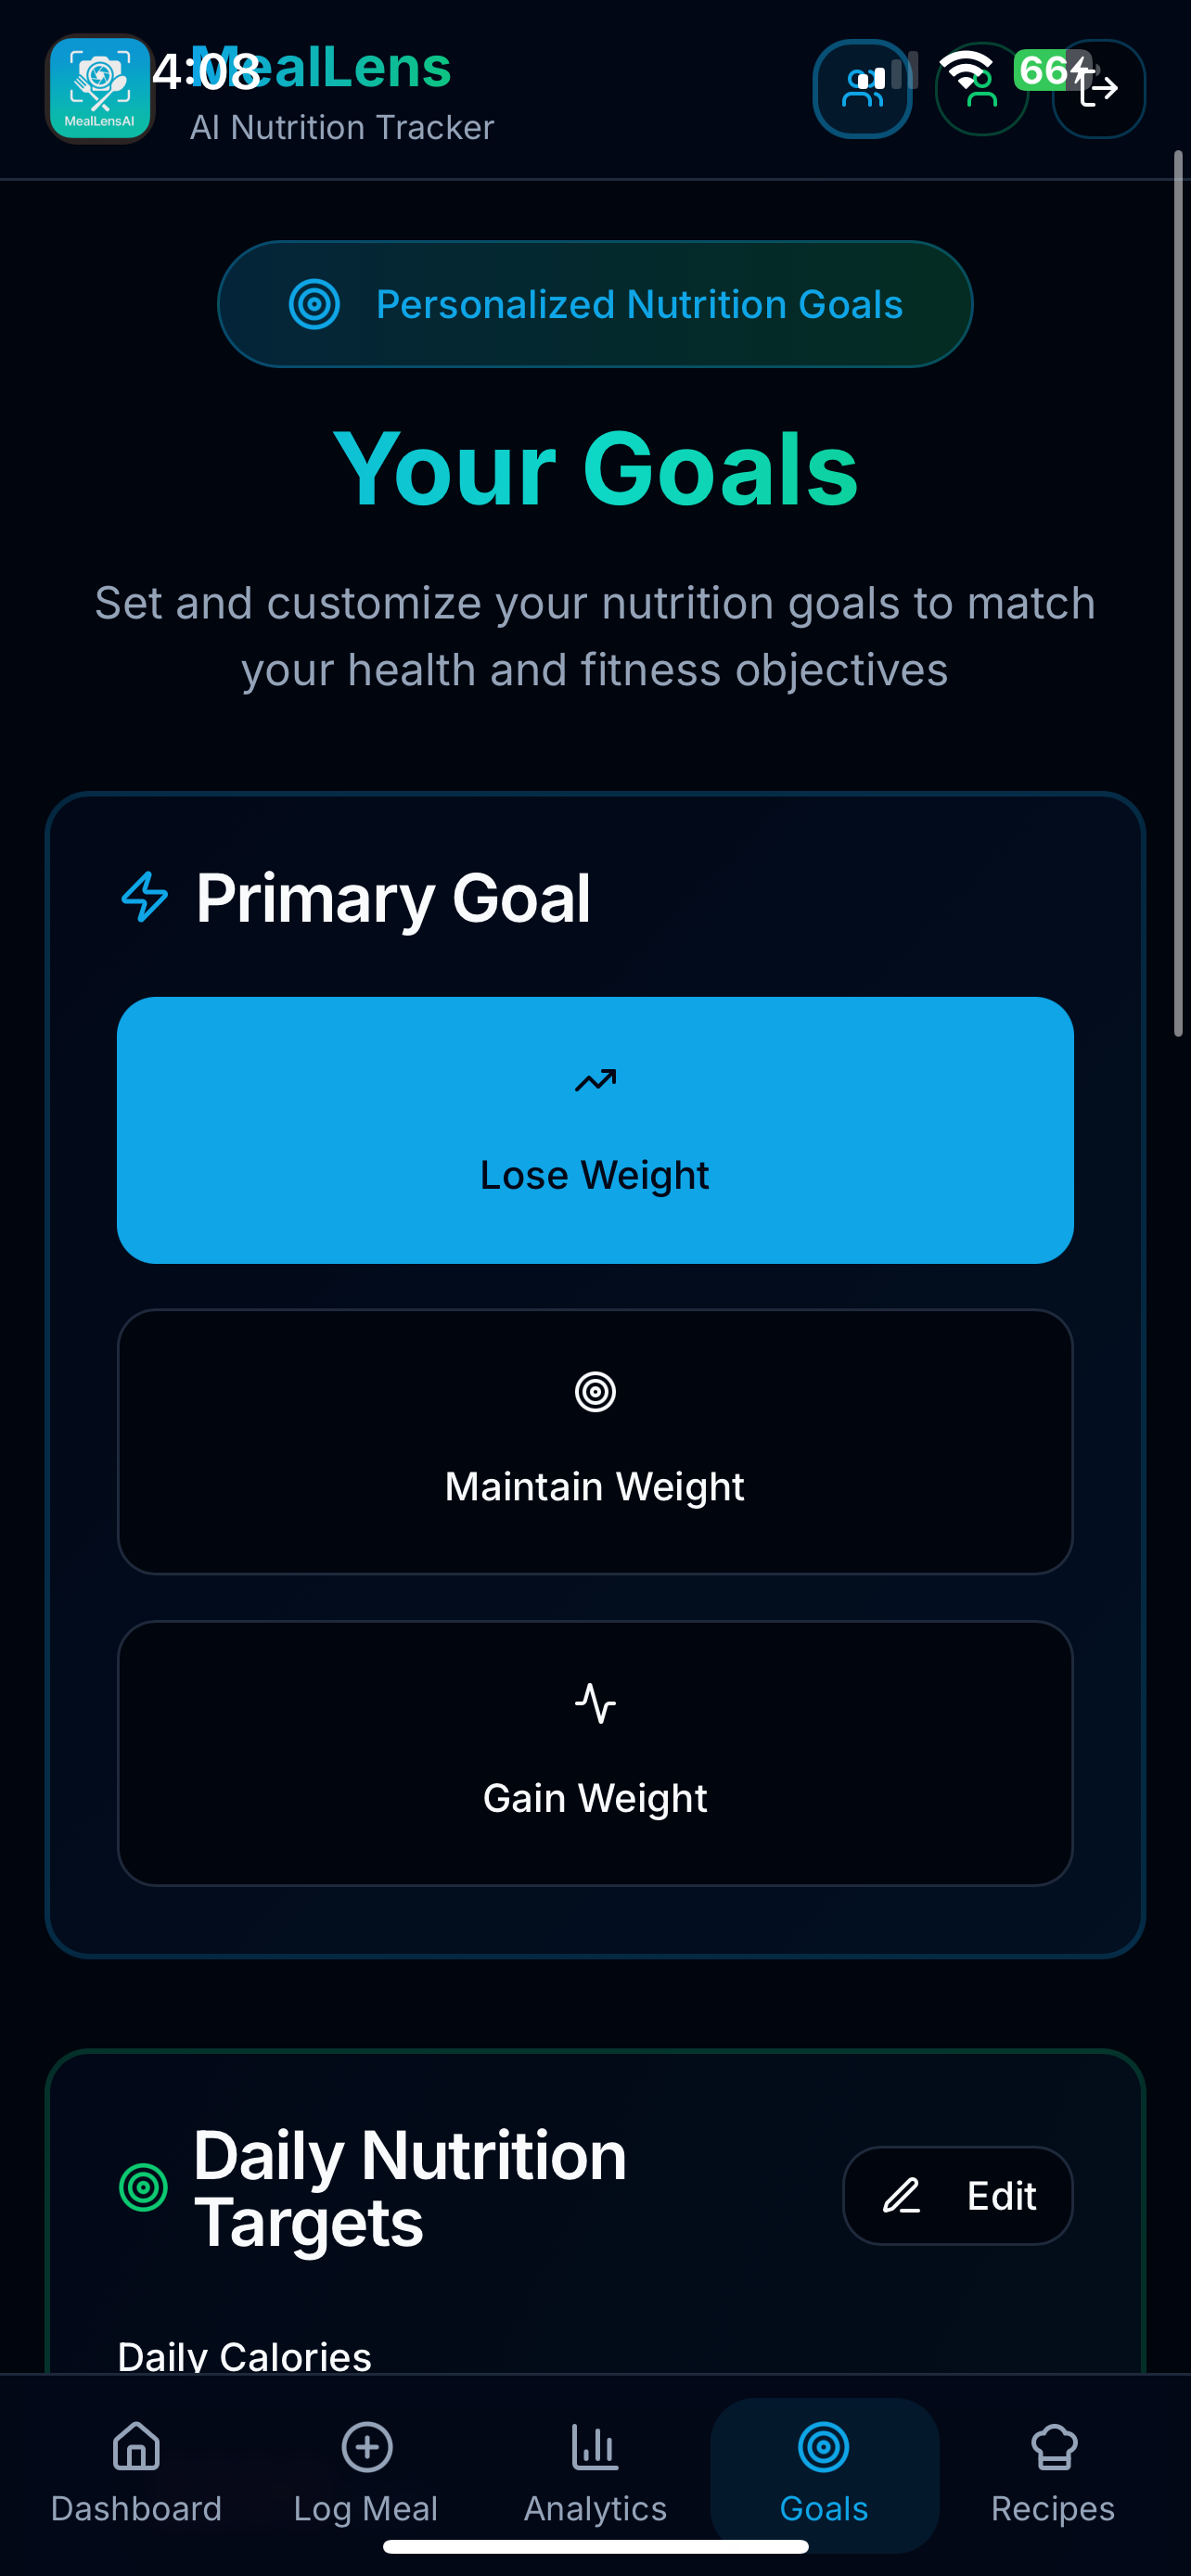 MealLensAI
4:08
MealLens
66
AI Nutrition Tracker
Personalized Nutrition Goals
Your Goals
Set and customize your nutrition goals to match
your health and fitness objectives
Primary Goal
Lose Weight
Maintain Weight
Gain Weight
Daily Nutrition
Targets
Edit
Daily Calories
Dashboard
Log Meal
Analytics
Goals
Recipes